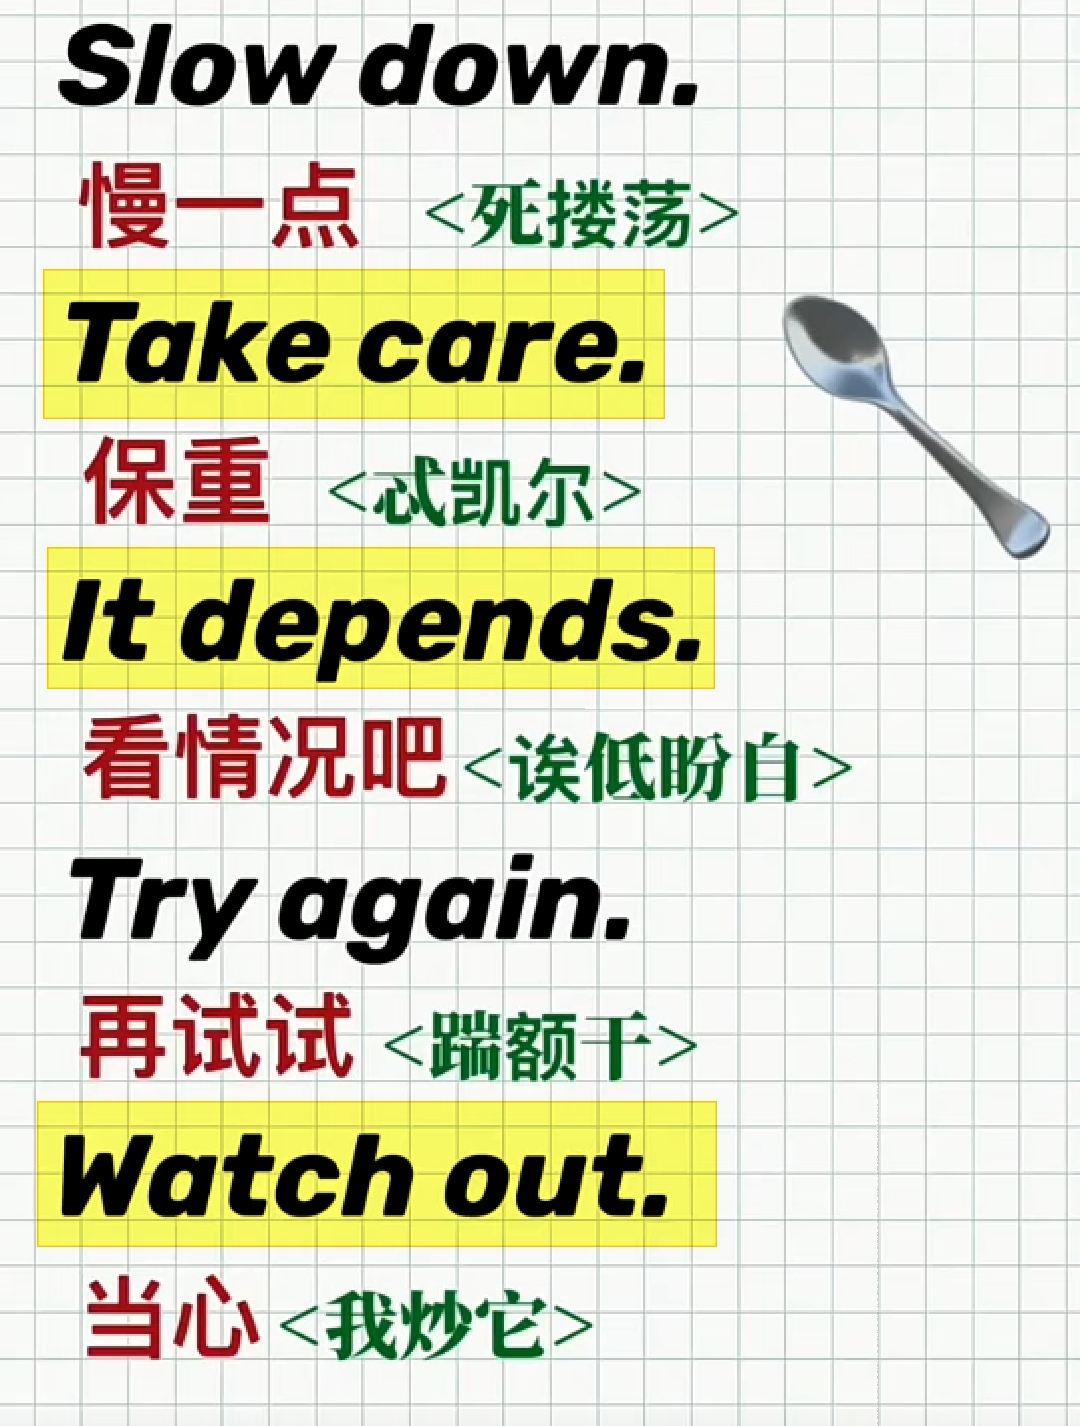 Slow down.
慢一点 <死搂荡>
Take care.
保重 <忒凯尔>
It depends.
看情况吧 <诶低盼自>
Try again.
再试试 <踹额干>
Watch out.
当心 <我炒它>